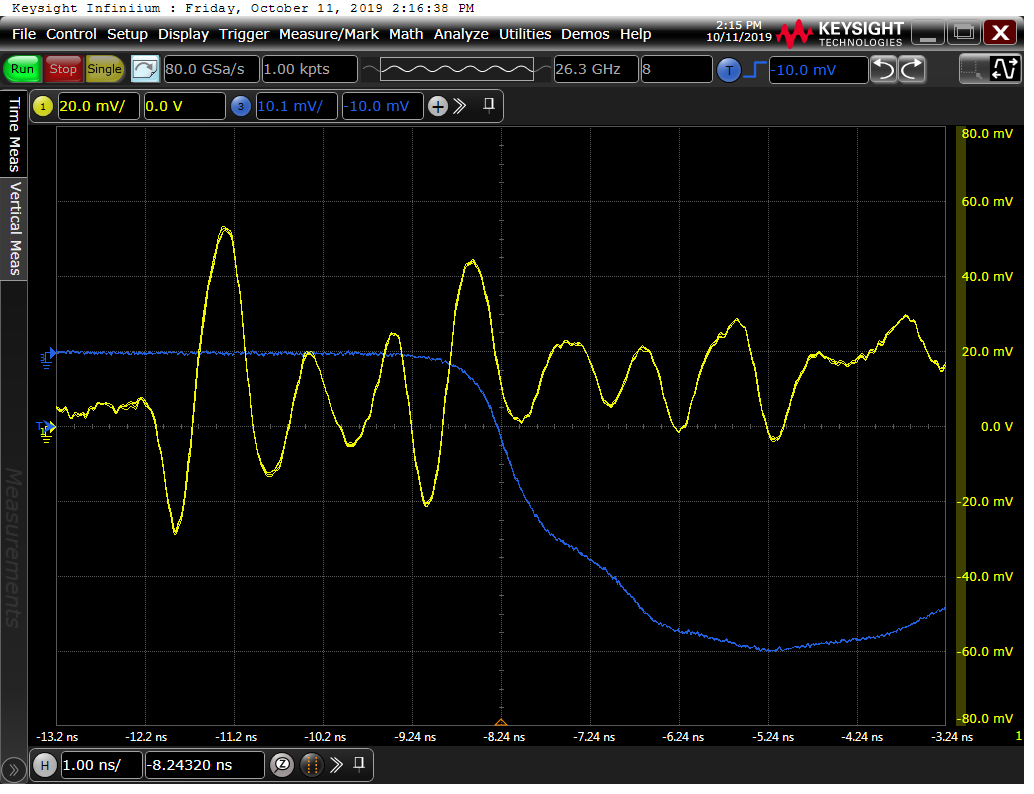 Keysight Infiniium : Friday, October 11, 2019 2:16:38 PM
File Control Setup Display Trigger Measure/Mark Math Analyze Utilities Demos Help
2:15 PM
10/11/2019
KEYSIGHT
TECHNOLOGIES
Run Stop Single 80.0 GSa/s 1.00 kpts 26.3 GHz 8 T -10.0 mV
1 20.0 mV/ 0.0 V 3 10.1 mV/ -10.0 mV
Time Meas
Vertical Meas
Measurements
80.0 mV
60.0 mV
40.0 mV
20.0 mV
0.0 V
-20.0 mV
-40.0 mV
-60.0 mV
-80.0 mV
-13.2 ns -12.2 ns -11.2 ns -10.2 ns -9.24 ns -8.24 ns -7.24 ns -6.24 ns -5.24 ns -4.24 ns -3.24 ns 1
H 1.00 ns/ -8.24320 ns